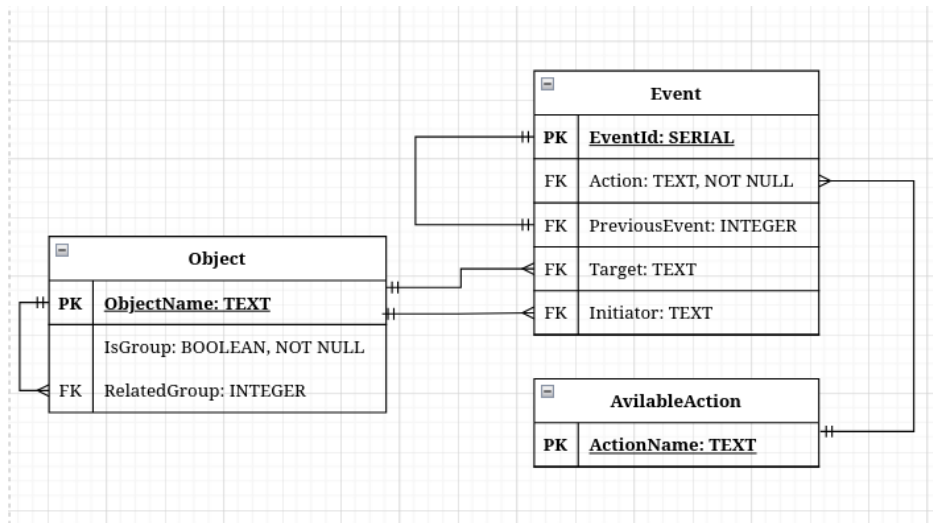 Event
PK EventId: SERIAL
FK Action: TEXT, NOT NULL
FK PreviousEvent: INTEGER
FK Target: TEXT
FK Initiator: TEXT
Object
PK ObjectName: TEXT
IsGroup: BOOLEAN, NOT NULL
FK RelatedGroup: INTEGER
AvilableAction
PK ActionName: TEXT